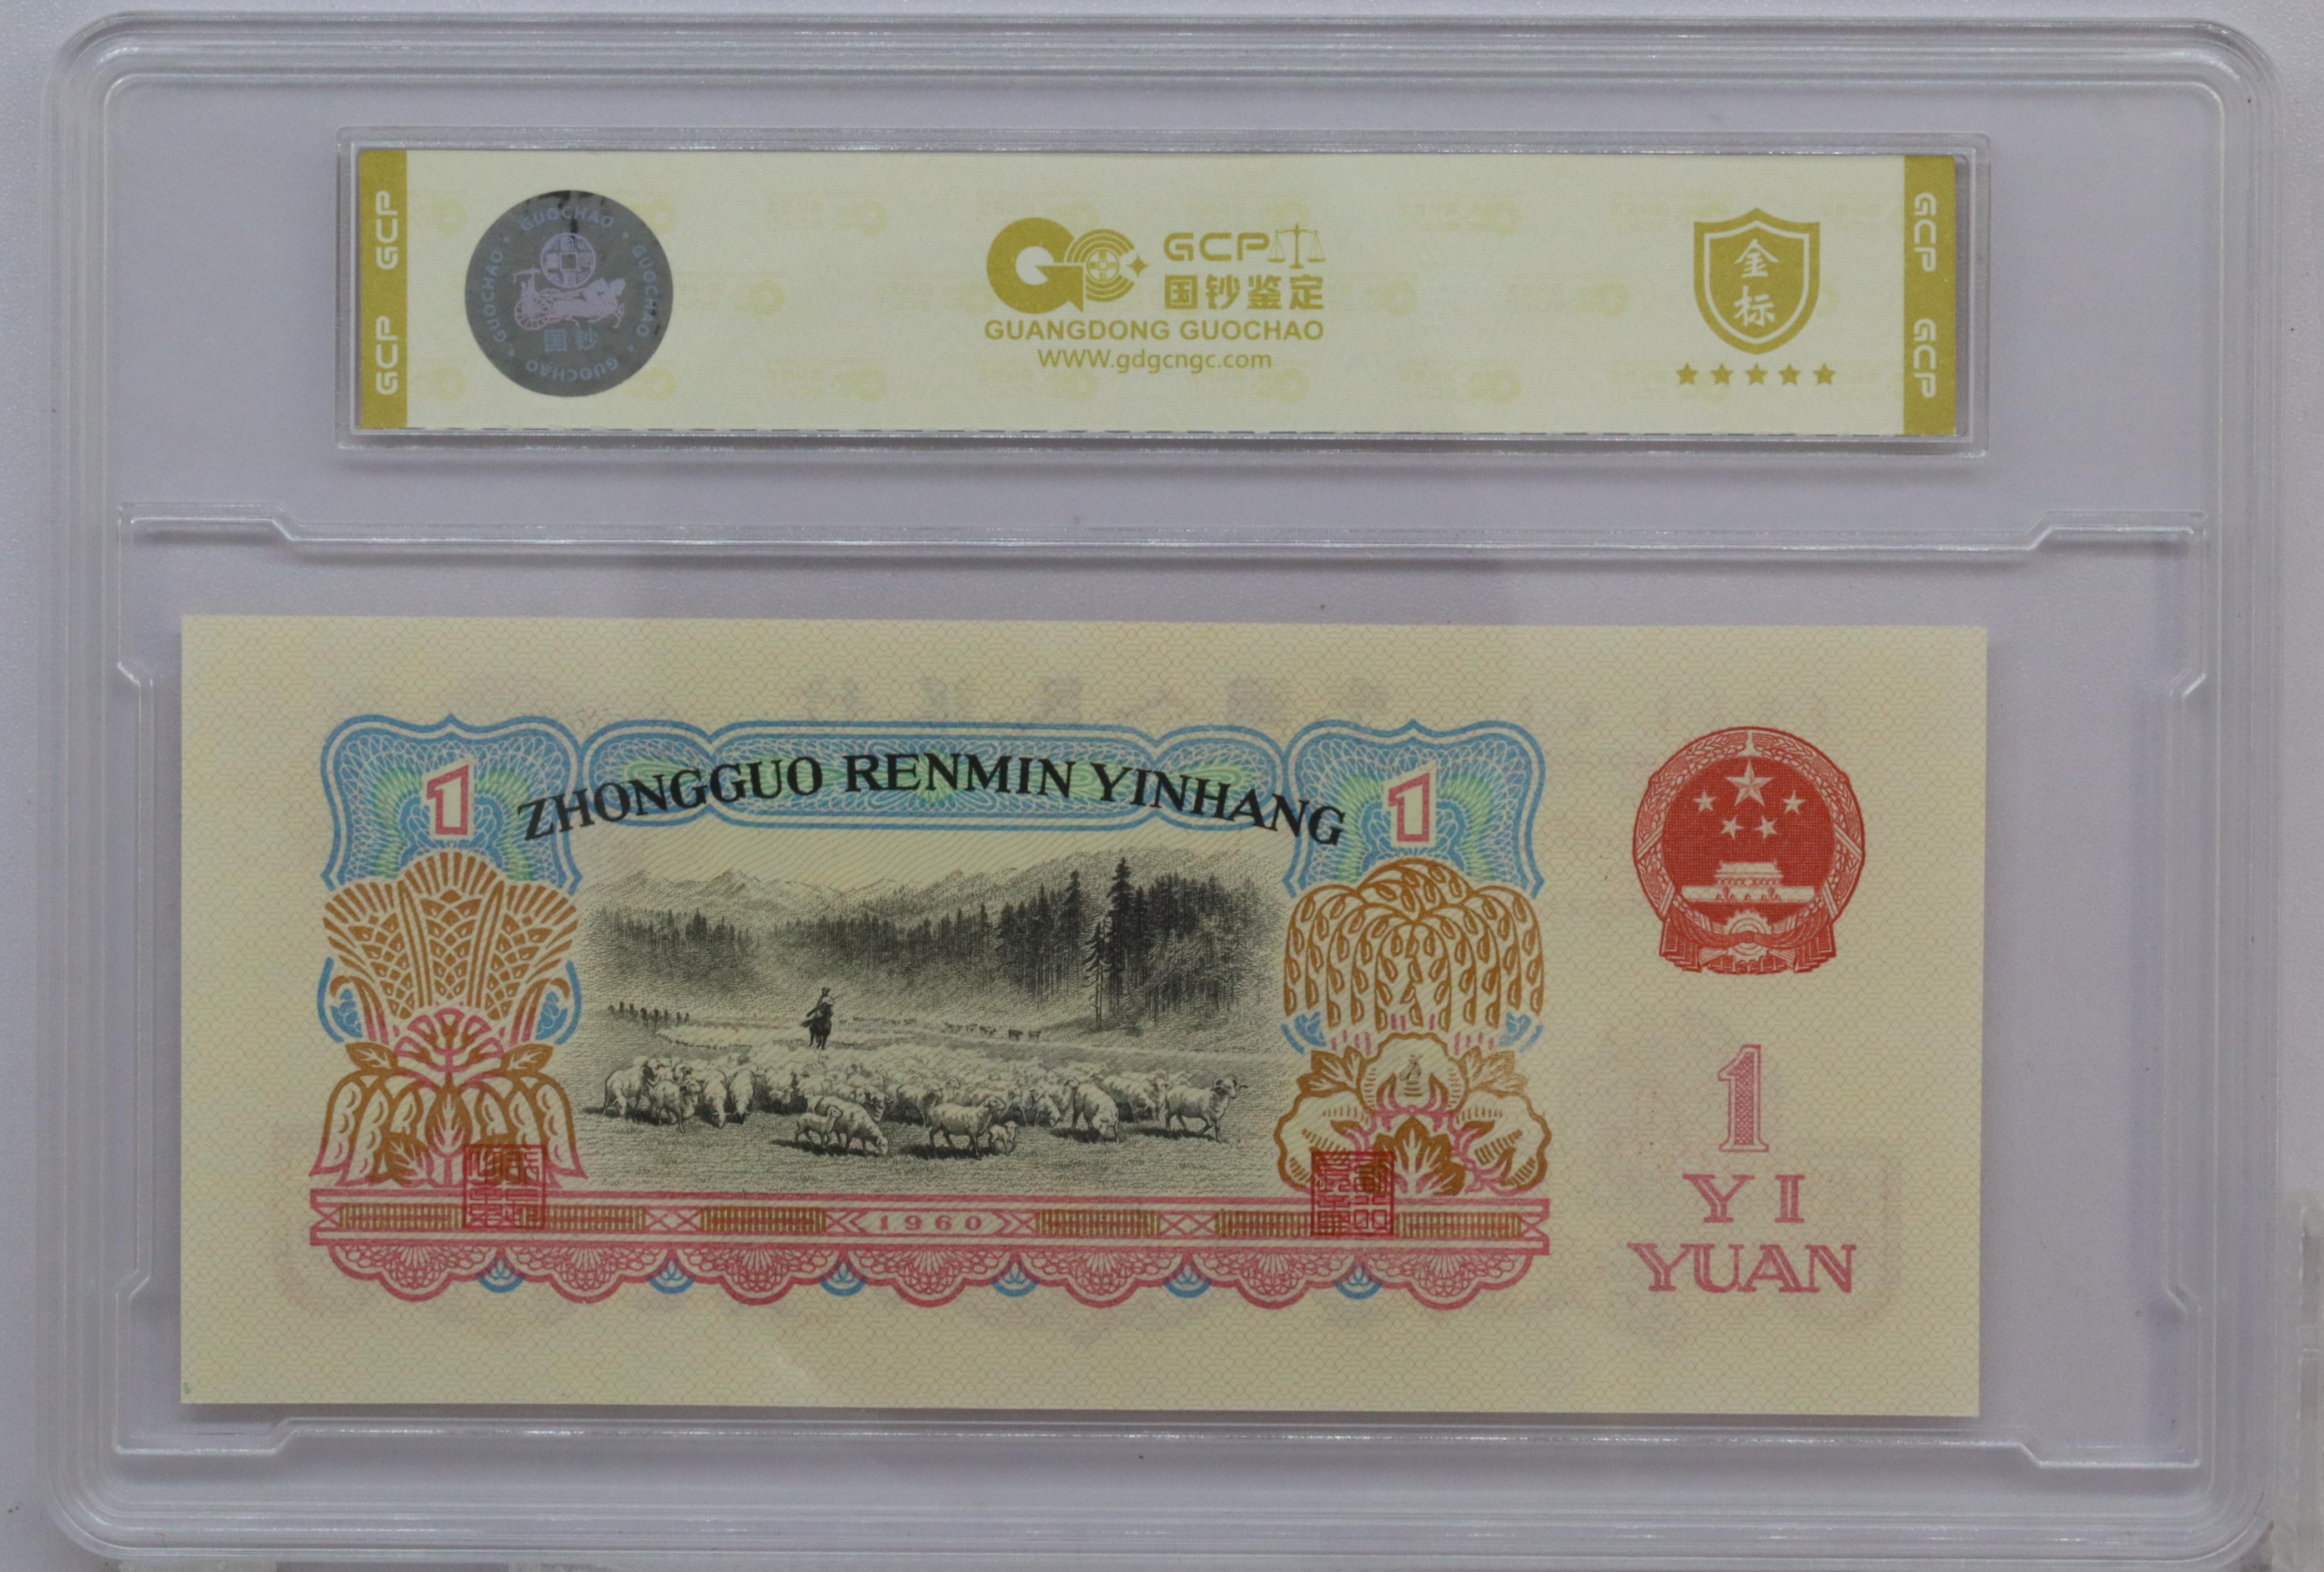 GCP GCP
GUOCHAO GUOCHAO GUOCHAO GUOCHAO
国钞
GC GCP
国钞鉴定
GUANGDONG GUOCHAO
WWW.gdgcngc.com
金标
GCP GCP
ZHONGGUO RENMIN YINHANG
1
1
1960
1
YI
YUAN